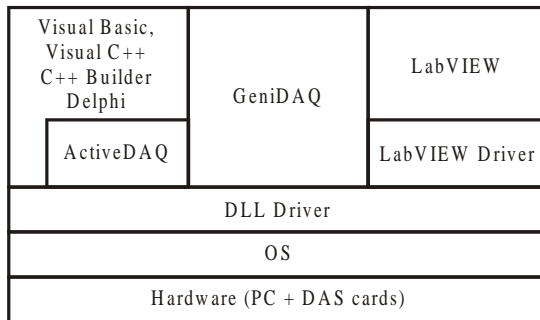 Visual Basic,
Visual C++
C++ Builder
Delphi
ActiveDAQ
GeniDAQ
LabVIEW
LabVIEW Driver
DLL Driver
OS
Hardware (PC + DAS cards)